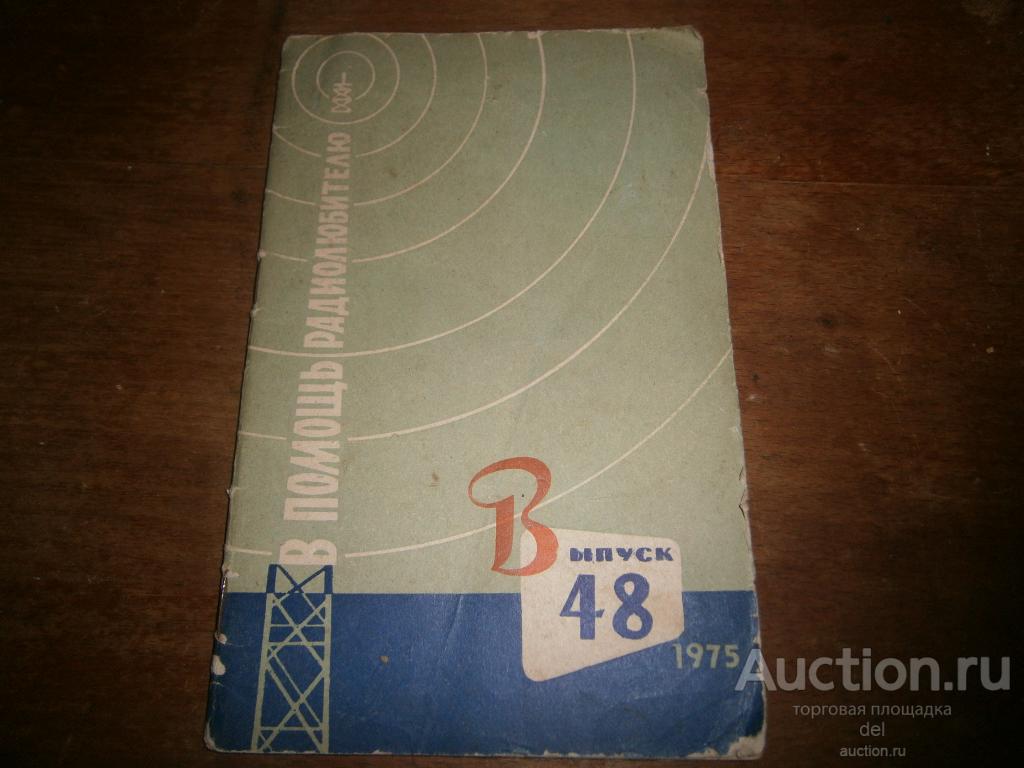 В ПОМОЩЬ РАДИОЛЮБИТЕЛЮ
Выпуск
48
1975
Auction.ru
торговая площадка
del
auction.ru